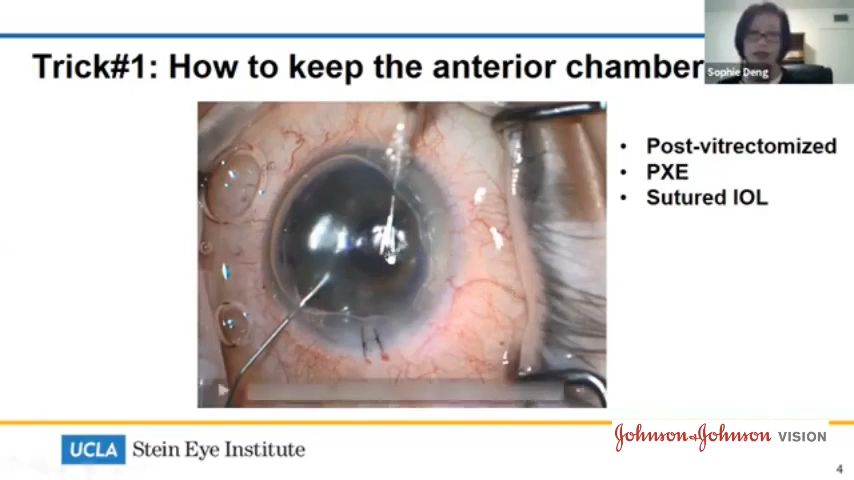 Trick#1: How to keep the anterior chamber
Sophie Deng
• Post-vitrectomized
• PXE
• Sutured IOL
UCLA Stein Eye Institute
Johnson+Johnson VISION
4